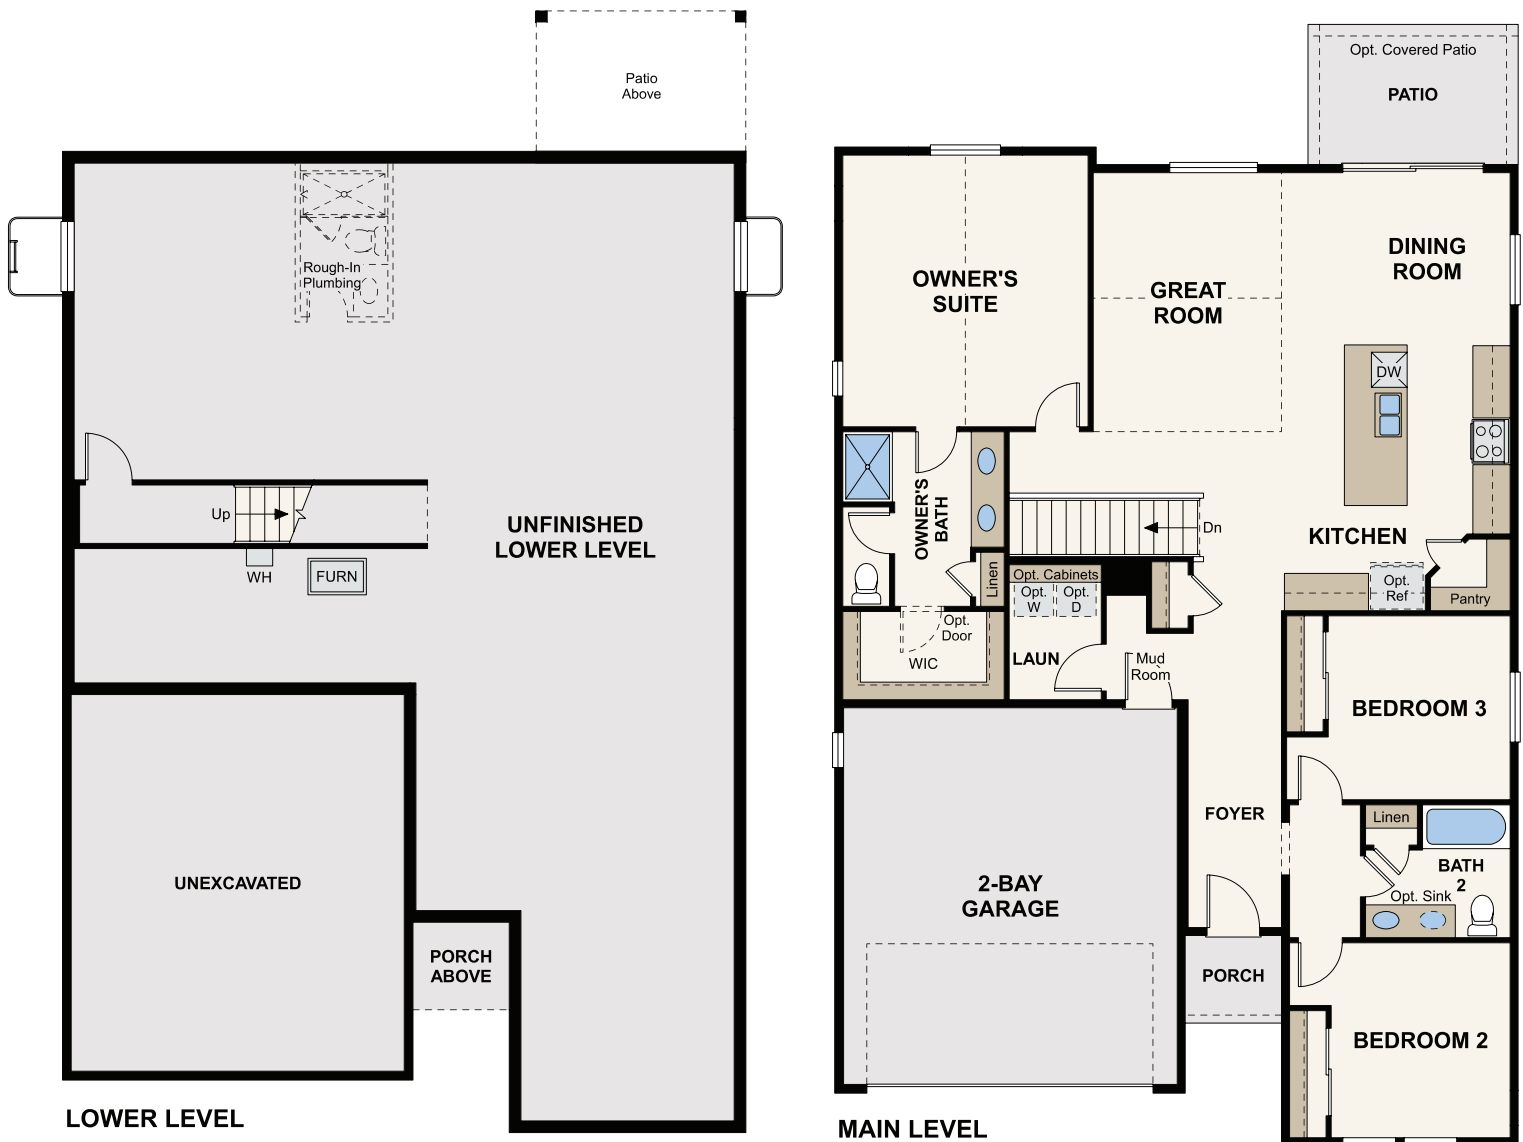 Patio
Above
Rough-In
Plumbing
Up
WH
FURN
UNFINISHED
LOWER LEVEL
UNEXCAVATED
PORCH
ABOVE
LOWER LEVEL
Opt. Covered Patio
PATIO
DINING
ROOM
OWNER'S
SUITE
GREAT
ROOM
DW
OWNER'S
BATH
Dn
KITCHEN
Linen
Opt. Cabinets
Opt.
W
Opt.
D
Opt.
Ref
Pantry
Opt.
Door
WIC
LAUN
Mud
Room
BEDROOM 3
FOYER
Linen
BATH
2
Opt. Sink
2-BAY
GARAGE
PORCH
BEDROOM 2
MAIN LEVEL